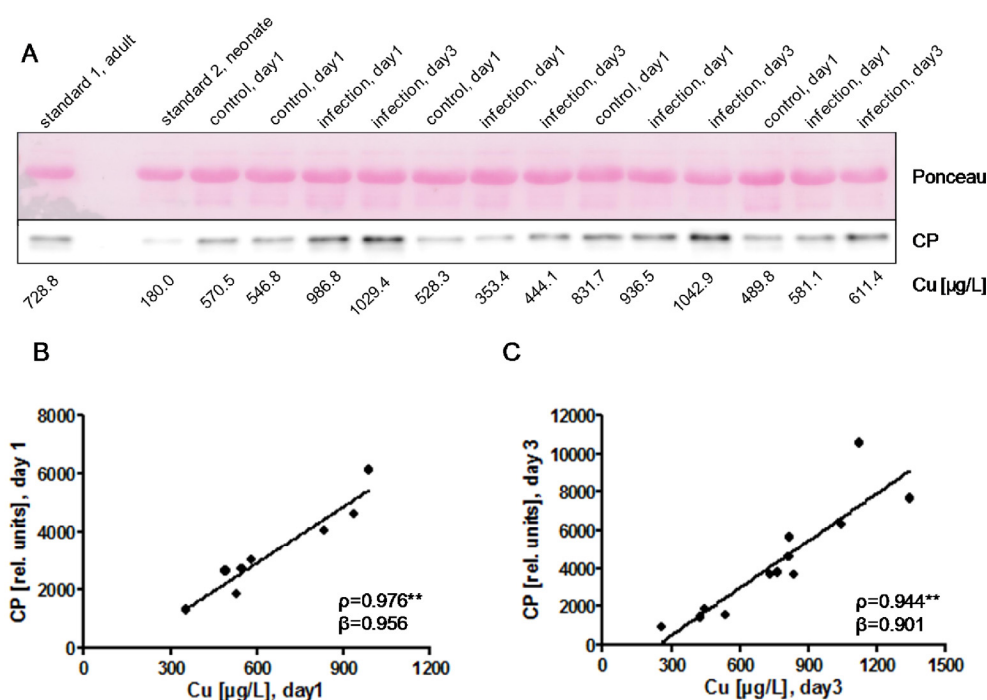 A
standard 1, adult
standard 2, neonate
control, day1
control, day1
infection, day1
infection, day3
control, day1
infection, day1
infection, day3
control, day1
infection, day1
infection, day3
control, day1
infection, day1
infection, day3
Ponceau
CP
728.8 180.0 570.5 546.8 986.8 1029.4 528.3 353.4 444.1 831.7 936.5 1042.9 489.8 581.1 611.4 Cu [µg/L]
B
8000
6000
4000
2000
0
0 300 600 900 1200
CP [rel. units], day 1
ρ=0.976**
β=0.956
Cu [µg/L], day1
C
12000
10000
8000
6000
4000
2000
0
0 300 600 900 1200 1500
CP [rel. units], day 3
ρ=0.944**
β=0.901
Cu [µg/L], day3